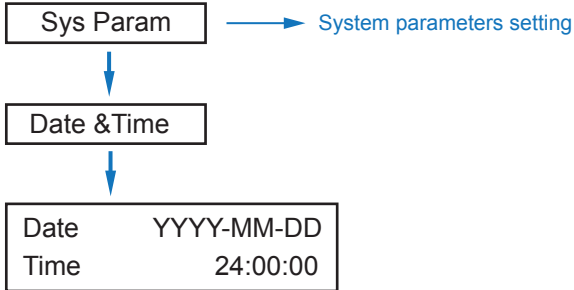 Sys Param
System parameters setting
Date &Time
Date YYYY-MM-DD
Time 24:00:00